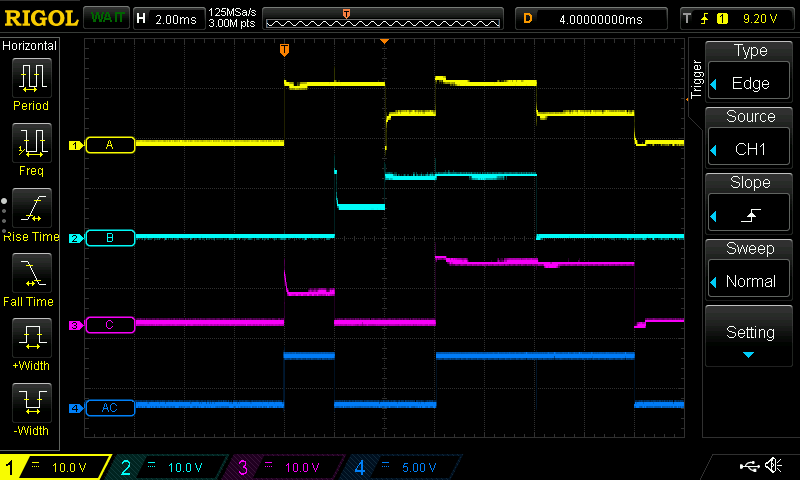 RIGOL WAIT H 2.00ms 125MSa/s 3.00M pts T D 4.00000000ms T 1 9.20 V
Horizontal
Period
Freq
Rise Time
Fall Time
+Width
-Width
T
1 A
2 B
3 C
4 AC
Trigger
Type
Edge
Source
CH1
Slope
Sweep
Normal
Setting
1 10.0 V 2 10.0 V 3 10.0 V 4 5.00 V